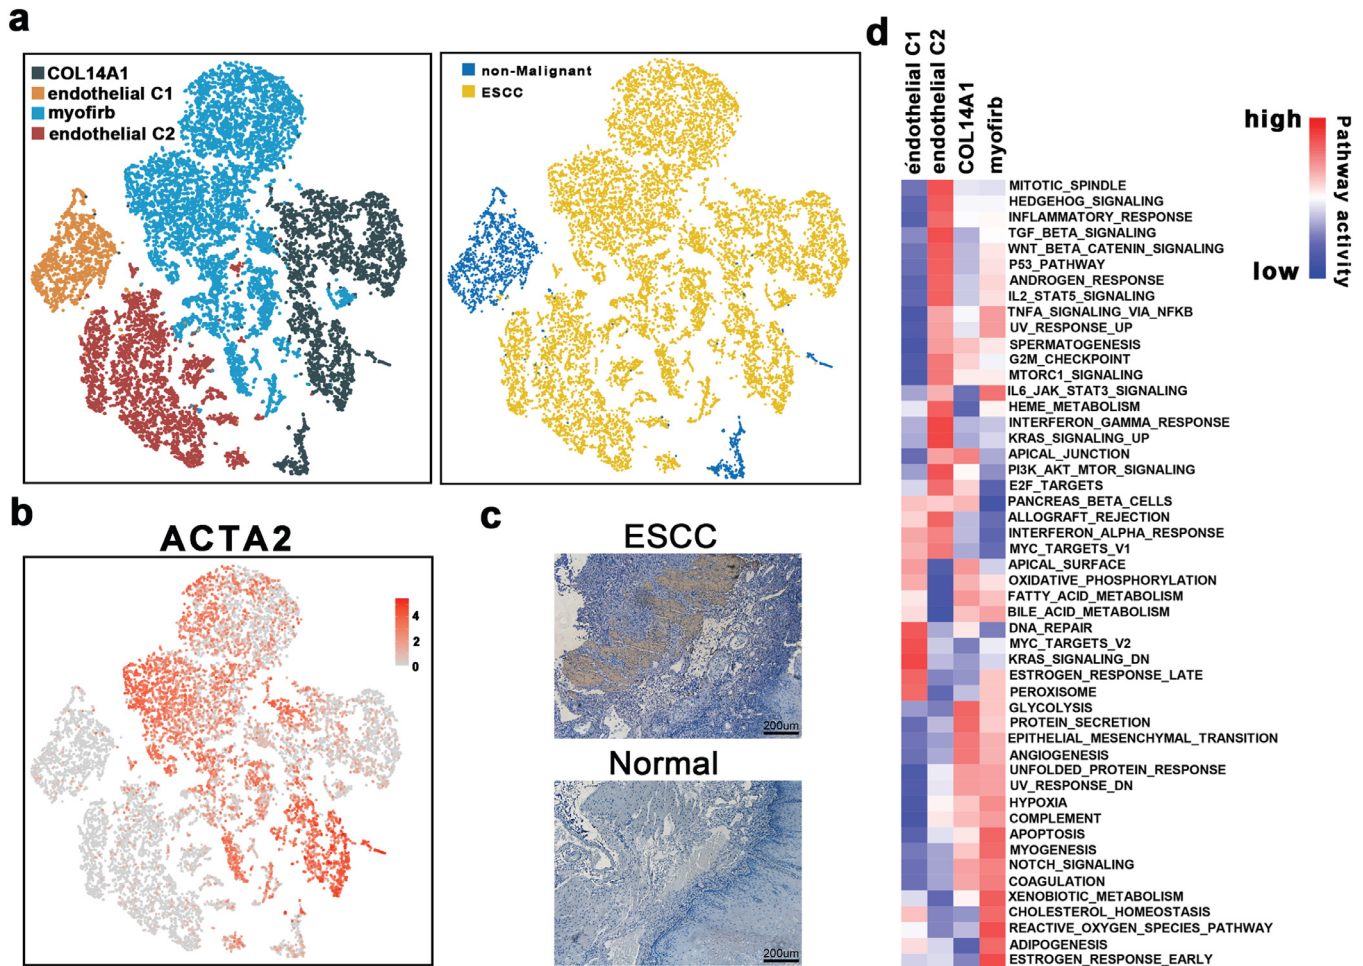 a
COL14A1
endothelial C1
myofirb
endothelial C2
non-Malignant
ESCC
b
ACTA2
4
2
0
c
ESCC
200um
Normal
200um
d
endothelial C1
endothelial C2
COL14A1
myofirb
high
low
Pathway activity
MITOTIC_SPINDLE
HEDGEHOG_SIGNALING
INFLAMMATORY_RESPONSE
TGF_BETA_SIGNALING
WNT_BETA_CATENIN_SIGNALING
P53_PATHWAY
ANDROGEN_RESPONSE
IL2_STAT5_SIGNALING
TNFA_SIGNALING_VIA_NFKB
UV_RESPONSE_UP
SPERMATOGENESIS
G2M_CHECKPOINT
MTORC1_SIGNALING
IL6_JAK_STAT3_SIGNALING
HEME_METABOLISM
INTERFERON_GAMMA_RESPONSE
KRAS_SIGNALING_UP
APICAL_JUNCTION
PI3K_AKT_MTOR_SIGNALING
E2F_TARGETS
PANCREAS_BETA_CELLS
ALLOGRAFT_REJECTION
INTERFERON_ALPHA_RESPONSE
MYC_TARGETS_V1
APICAL_SURFACE
OXIDATIVE_PHOSPHORYLATION
FATTY_ACID_METABOLISM
BILE_ACID_METABOLISM
DNA_REPAIR
MYC_TARGETS_V2
KRAS_SIGNALING_DN
ESTROGEN_RESPONSE_LATE
PEROXISOME
GLYCOLYSIS
PROTEIN_SECRETION
EPITHELIAL_MESENCHYMAL_TRANSITION
ANGIOGENESIS
UNFOLDED_PROTEIN_RESPONSE
UV_RESPONSE_DN
HYPOXIA
COMPLEMENT
APOPTOSIS
MYOGENESIS
NOTCH_SIGNALING
COAGULATION
XENOBIOTIC_METABOLISM
CHOLESTEROL_HOMEOSTASIS
REACTIVE_OXYGEN_SPECIES_PATHWAY
ADIPOGENESIS
ESTROGEN_RESPONSE_EARLY